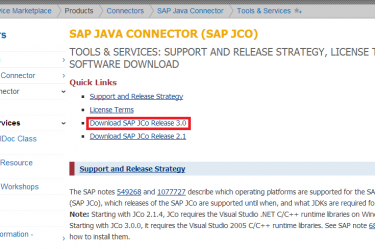 ice Marketplace Products Connectors SAP Java Connector Tools & Services
rs
SAP JAVA CONNECTOR (SAP JCO)
TOOLS & SERVICES: SUPPORT AND RELEASE STRATEGY, LICENSE T
SOFTWARE DOWNLOAD
Connector
nector
rvices
Doc Class
Resource
Workshops
nformation -
Quick Links
Support and Release Strategy
License Terms
Download SAP JCo Release 3.0
Download SAP JCo Release 2.1
Support and Release Strategy
The SAP notes 549268 and 1077727 describe which operating platforms are supported for the SA
(SAP JCo), which releases of the SAP JCo are supported until when, and what JDKs are required fo
Note: Starting with JCo 2.1.4, JCo requires the Visual Studio .NET C/C++ runtime libraries on Wind
Starting with JCo 3.0.0, it requires the Visual Studio 2005 C/C++ runtime libraries. See SAP note 68
how to install them.